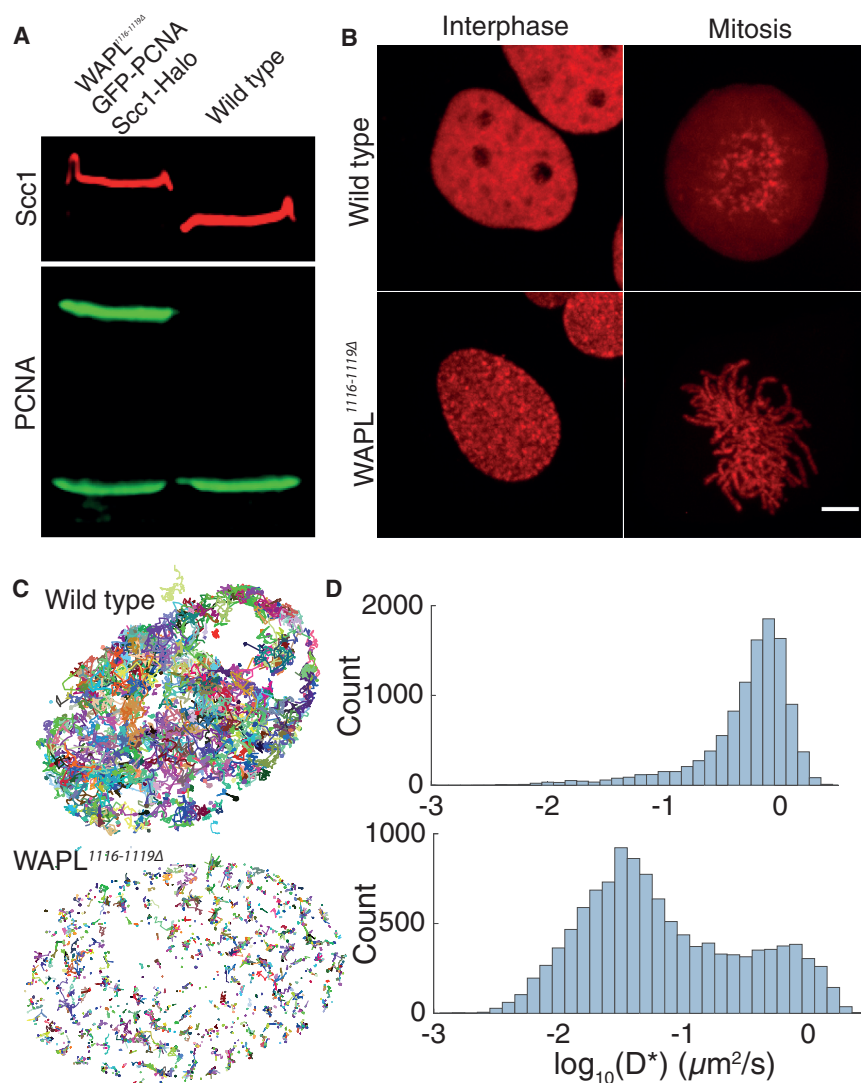 A
WAPL1116-1119Δ
GFP-PCNA
Scc1-Halo
Wild type
Scc1
PCNA
B
Interphase
Mitosis
Wild type
WAPL1116-1119Δ
C
Wild type
WAPL1116-1119Δ
D
2000
1000
0
Count
-3
-2
-1
0
1000
500
0
Count
-3
-2
-1
0
log10(D*) (μm2/s)